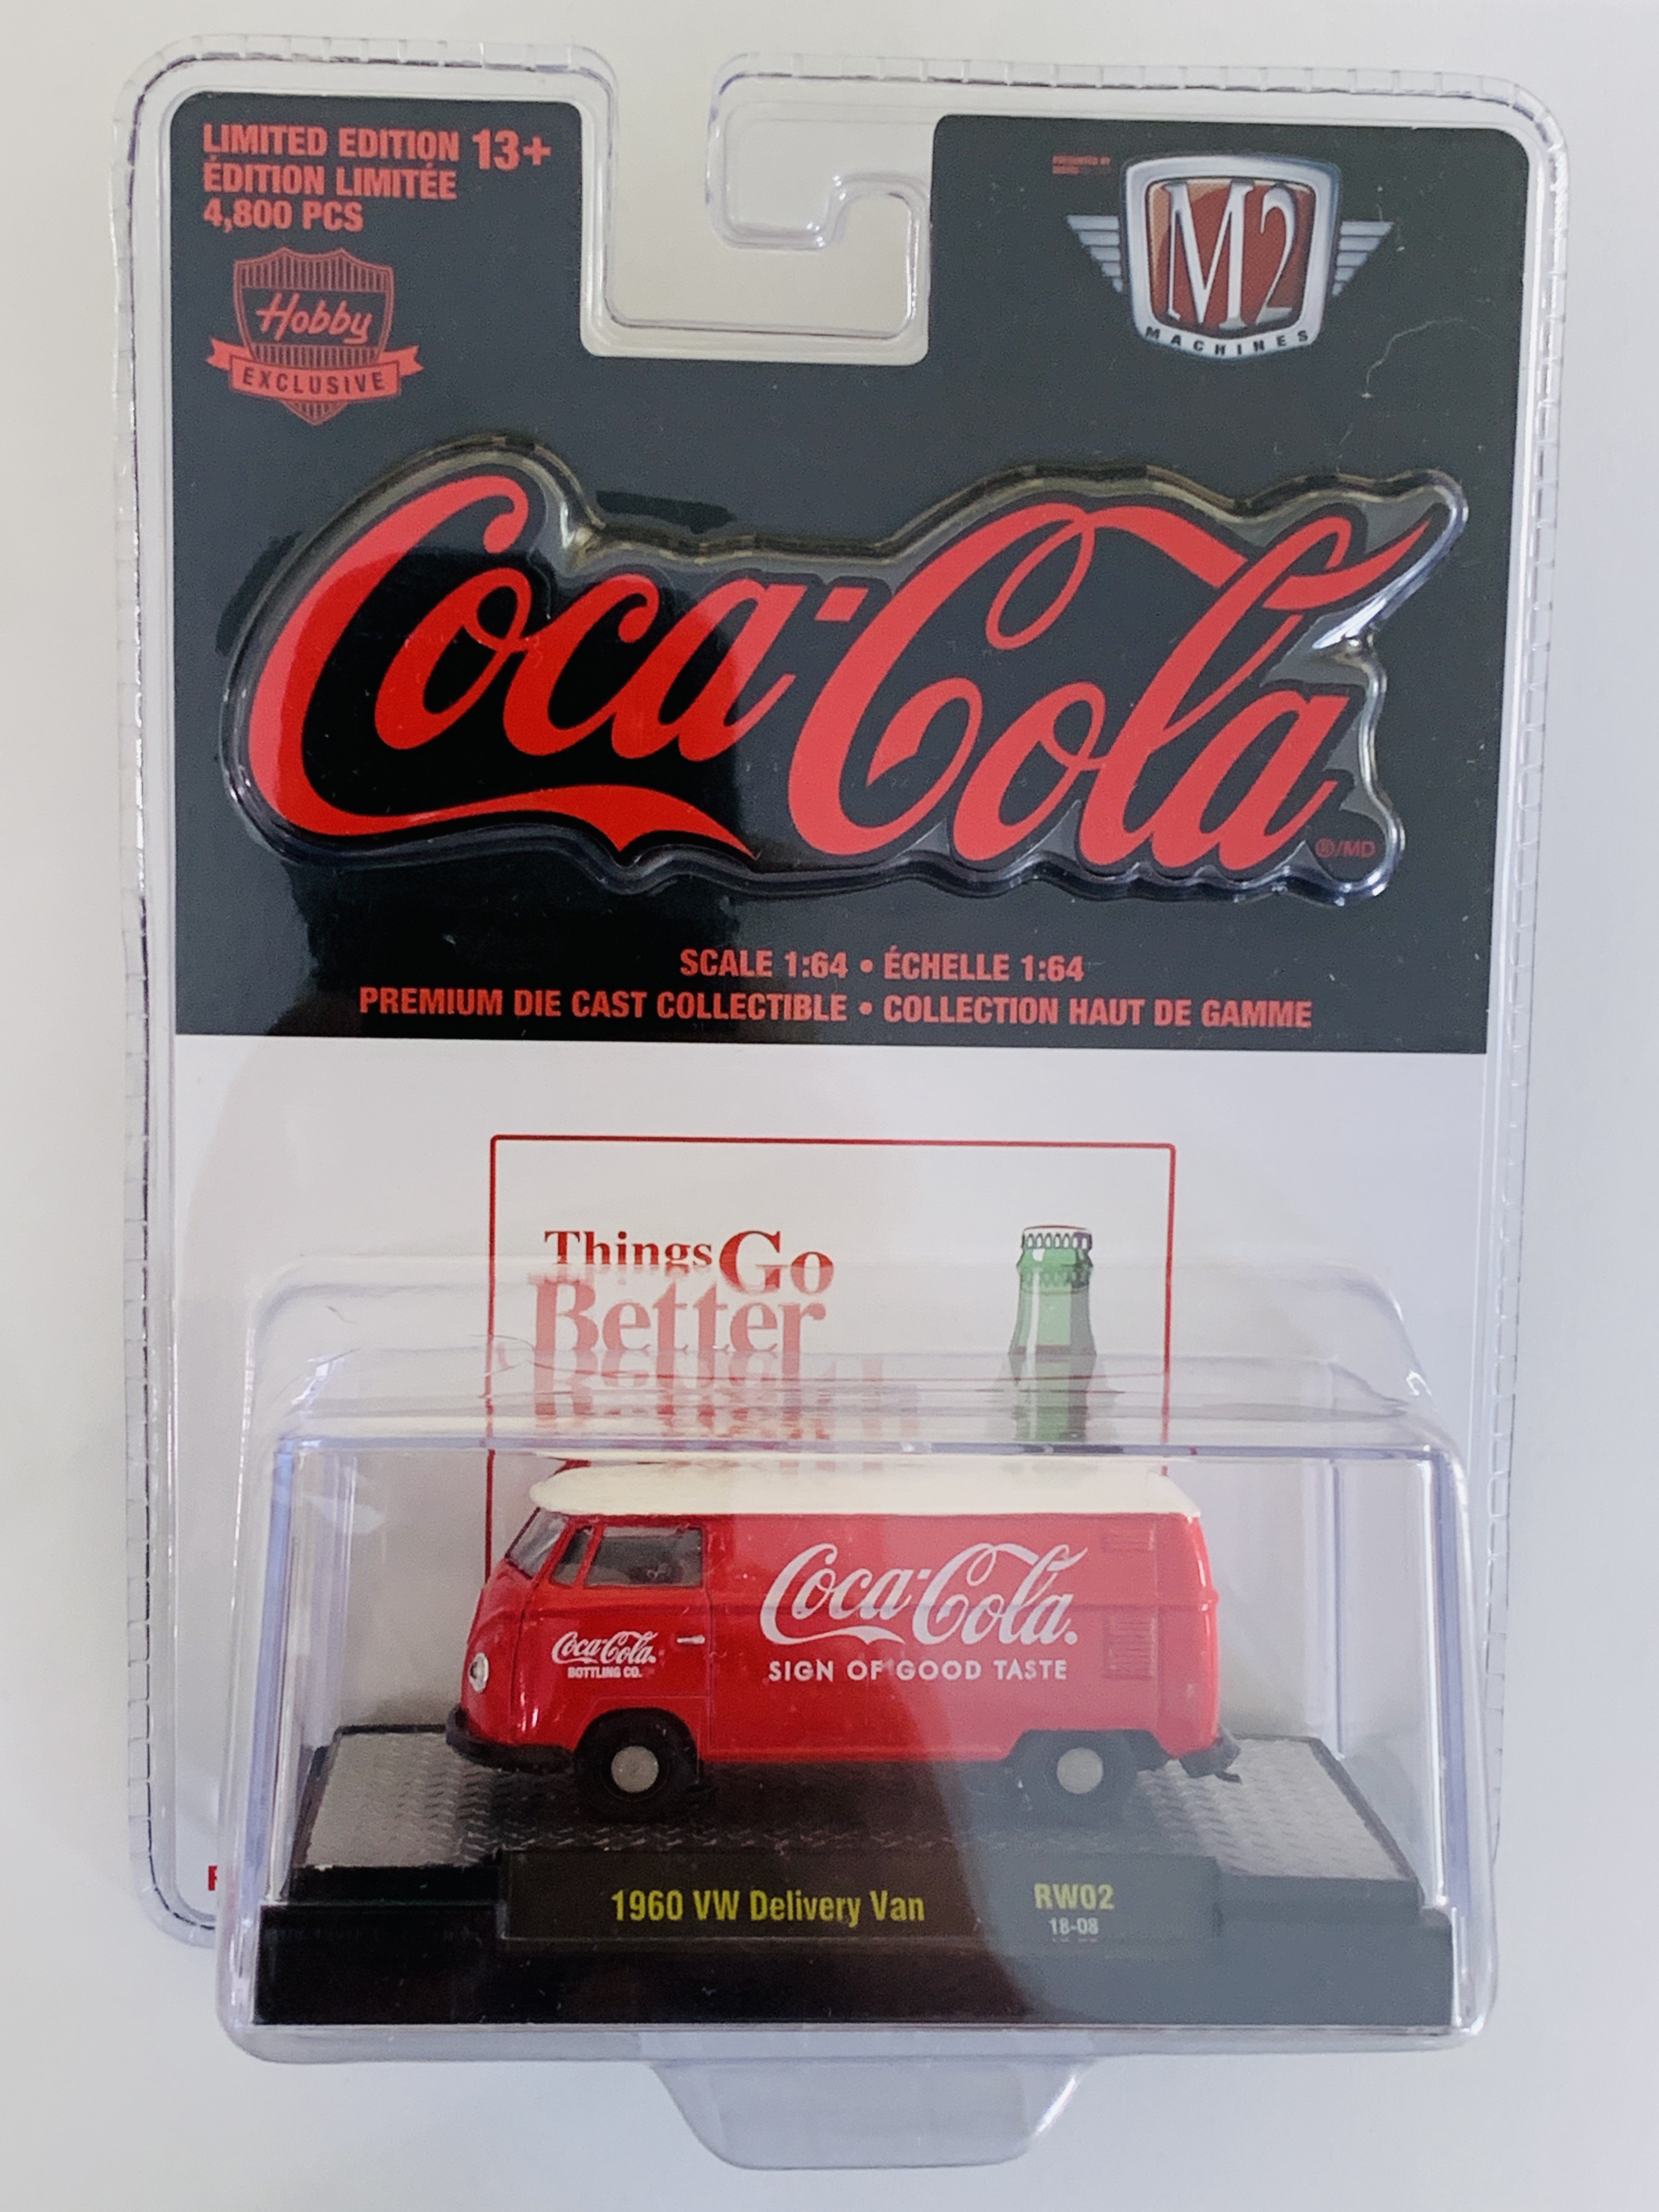 LIMITED EDITION 13+
ÉDITION LIMITÉE
4,800 PCS
Hobby
EXCLUSIVE
M2
MACHINES
Coca-Cola
®/MD
SCALE 1:64 • ÉCHELLE 1:64
PREMIUM DIE CAST COLLECTIBLE • COLLECTION HAUT DE GAMME
Things Go
Better
Coca-Cola.
SIGN OF GOOD TASTE
Coca-Cola.
BOTTLING CO.
1960 VW Delivery Van
RW02
18-08